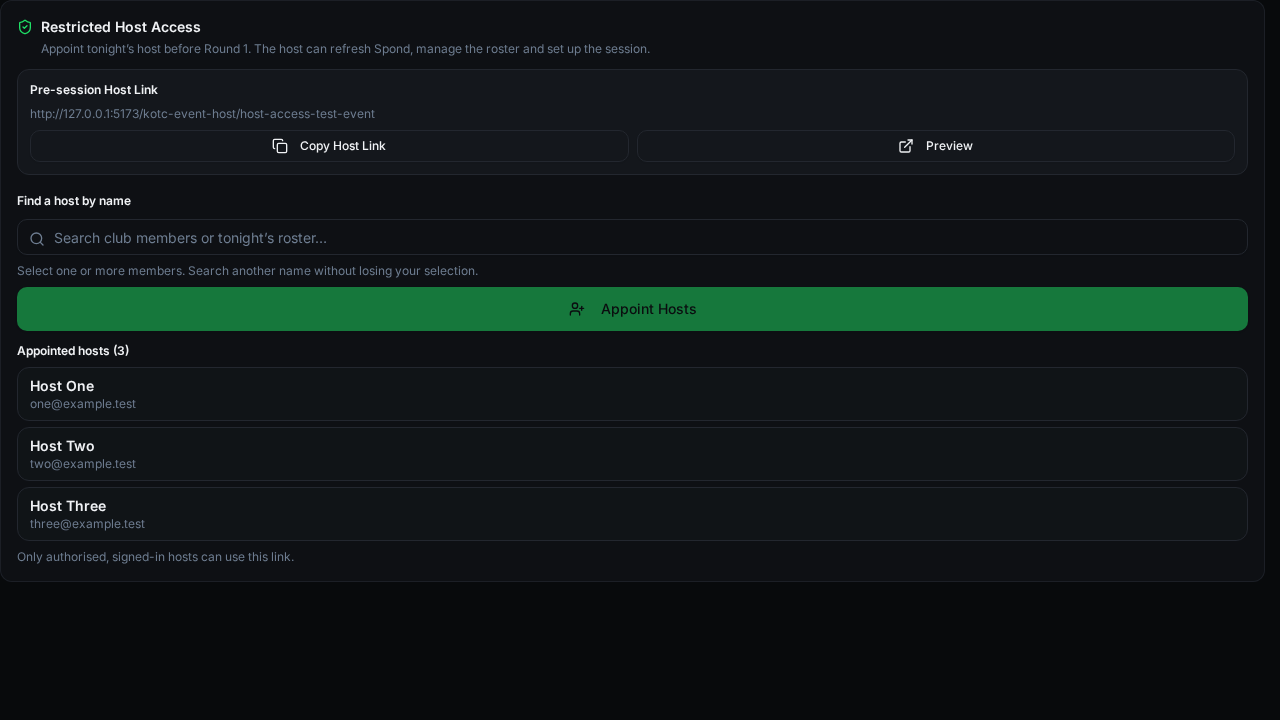 Restricted Host Access
Appoint tonight's host before Round 1. The host can refresh Spond, manage the roster and set up the session.
Pre-session Host Link
http://127.0.0.1:5173/kotc-event-host/host-access-test-event
Copy Host Link
Preview
Find a host by name
Search club members or tonight's roster...
Select one or more members. Search another name without losing your selection.
Appoint Hosts
Appointed hosts (3)
Host One
one@example.test
Host Two
two@example.test
Host Three
three@example.test
Only authorised, signed-in hosts can use this link.